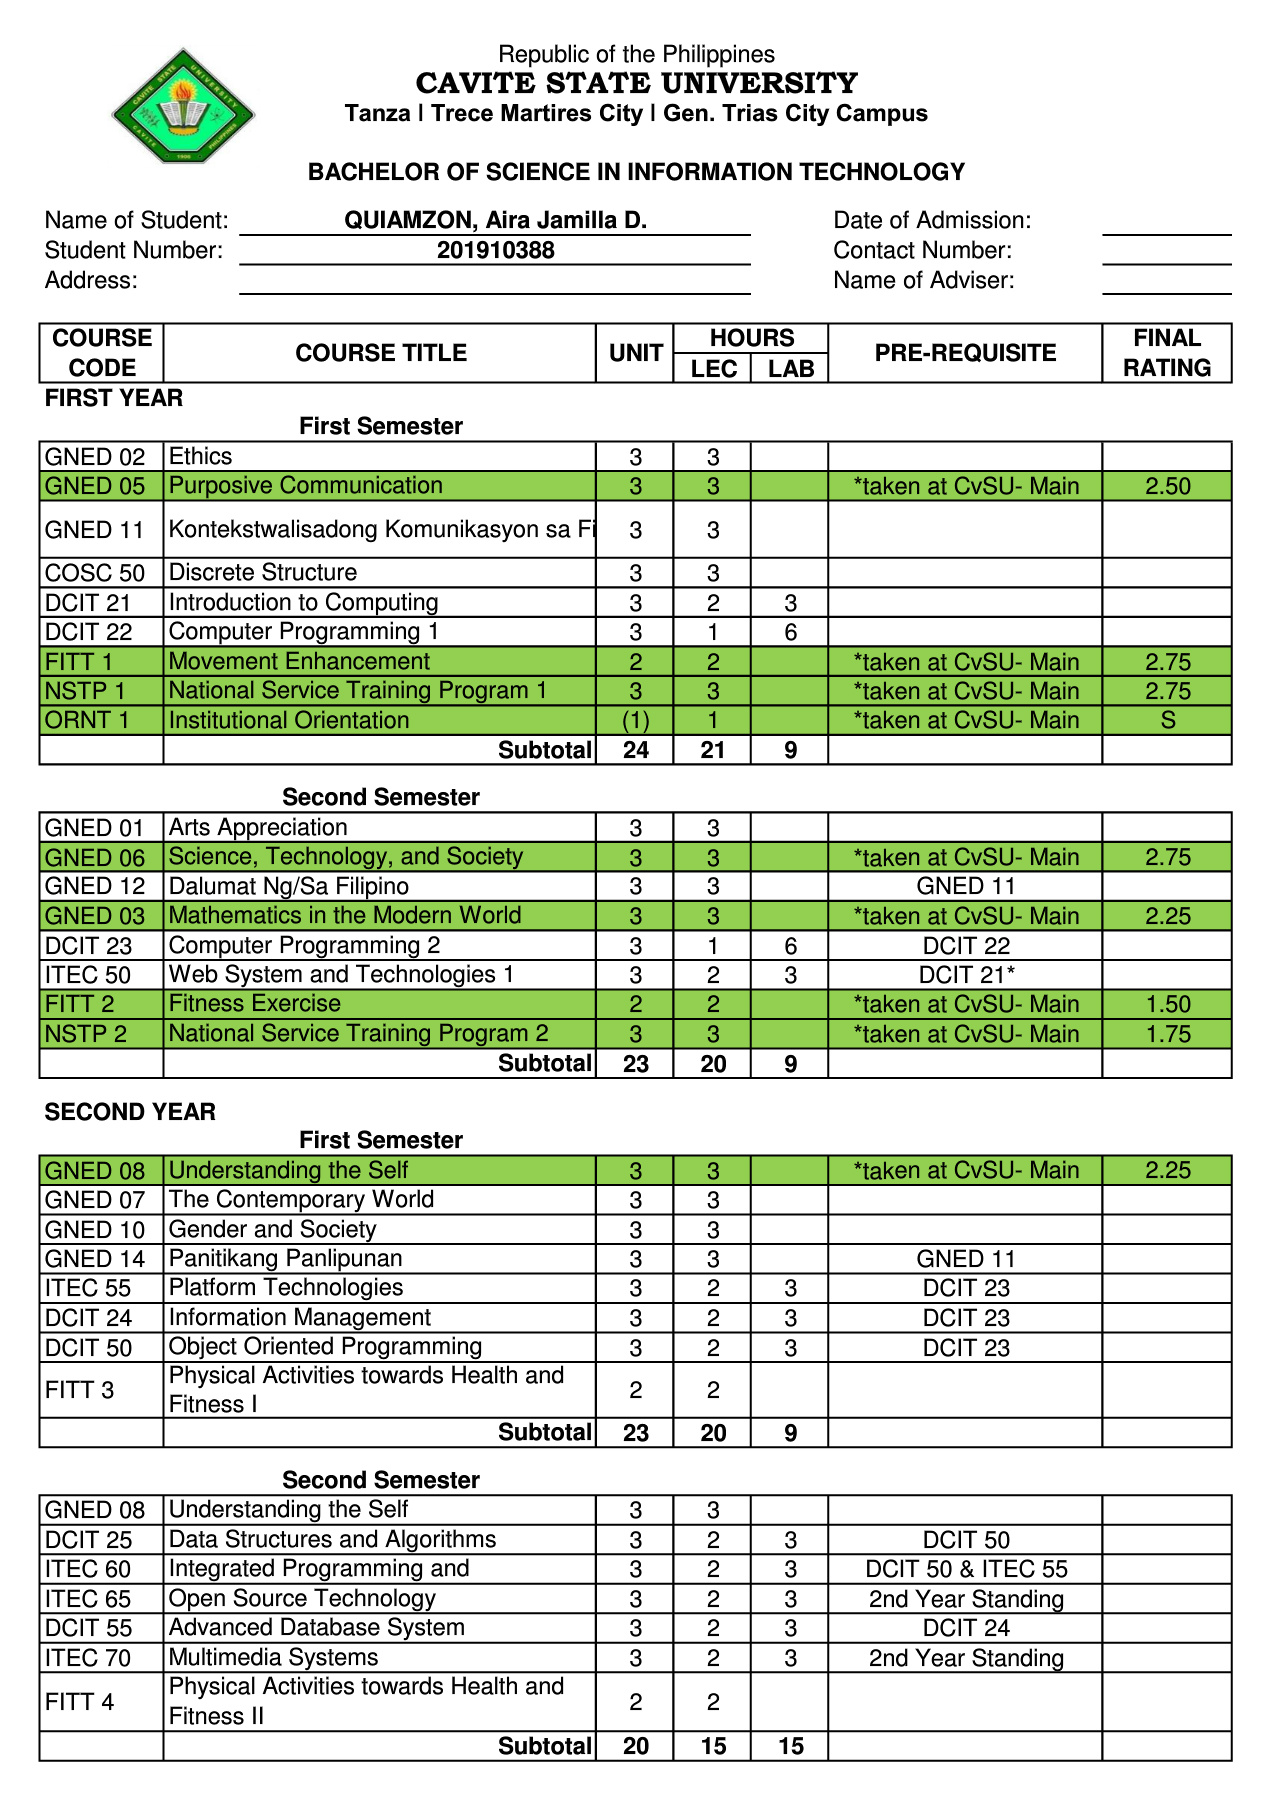 Republic of the Philippines
CAVITE STATE UNIVERSITY
Tanza | Trece Martires City | Gen. Trias City Campus
CAVITE STATE UNIVERSITY
CAVITE PHILIPPINES
1906
BACHELOR OF SCIENCE IN INFORMATION TECHNOLOGY
Name of Student: QUIAMZON, Aira Jamilla D. Date of Admission:
Student Number: 201910388 Contact Number:
Address: Name of Adviser:
COURSE CODE COURSE TITLE UNIT HOURS LEC LAB PRE-REQUISITE FINAL RATING
FIRST YEAR
First Semester
GNED 02 Ethics 3 3
GNED 05 Purposive Communication 3 3 *taken at CvSU- Main 2.50
GNED 11 Kontekstwalisadong Komunikasyon sa Fi 3 3
COSC 50 Discrete Structure 3 3
DCIT 21 Introduction to Computing 3 2 3
DCIT 22 Computer Programming 1 3 1 6
FITT 1 Movement Enhancement 2 2 *taken at CvSU- Main 2.75
NSTP 1 National Service Training Program 1 3 3 *taken at CvSU- Main 2.75
ORNT 1 Institutional Orientation (1) 1 *taken at CvSU- Main S
Subtotal 24 21 9
Second Semester
GNED 01 Arts Appreciation 3 3
GNED 06 Science, Technology, and Society 3 3 *taken at CvSU- Main 2.75
GNED 12 Dalumat Ng/Sa Filipino 3 3 GNED 11
GNED 03 Mathematics in the Modern World 3 3 *taken at CvSU- Main 2.25
DCIT 23 Computer Programming 2 3 1 6 DCIT 22
ITEC 50 Web System and Technologies 1 3 2 3 DCIT 21*
FITT 2 Fitness Exercise 2 2 *taken at CvSU- Main 1.50
NSTP 2 National Service Training Program 2 3 3 *taken at CvSU- Main 1.75
Subtotal 23 20 9
SECOND YEAR
First Semester
GNED 08 Understanding the Self 3 3 *taken at CvSU- Main 2.25
GNED 07 The Contemporary World 3 3
GNED 10 Gender and Society 3 3
GNED 14 Panitikang Panlipunan 3 3 GNED 11
ITEC 55 Platform Technologies 3 2 3 DCIT 23
DCIT 24 Information Management 3 2 3 DCIT 23
DCIT 50 Object Oriented Programming 3 2 3 DCIT 23
FITT 3 Physical Activities towards Health and
Fitness I 2 2
Subtotal 23 20 9
Second Semester
GNED 08 Understanding the Self 3 3
DCIT 25 Data Structures and Algorithms 3 2 3 DCIT 50
ITEC 60 Integrated Programming and 3 2 3 DCIT 50 & ITEC 55
ITEC 65 Open Source Technology 3 2 3 2nd Year Standing
DCIT 55 Advanced Database System 3 2 3 DCIT 24
ITEC 70 Multimedia Systems 3 2 3 2nd Year Standing
FITT 4 Physical Activities towards Health and
Fitness II 2 2
Subtotal 20 15 15